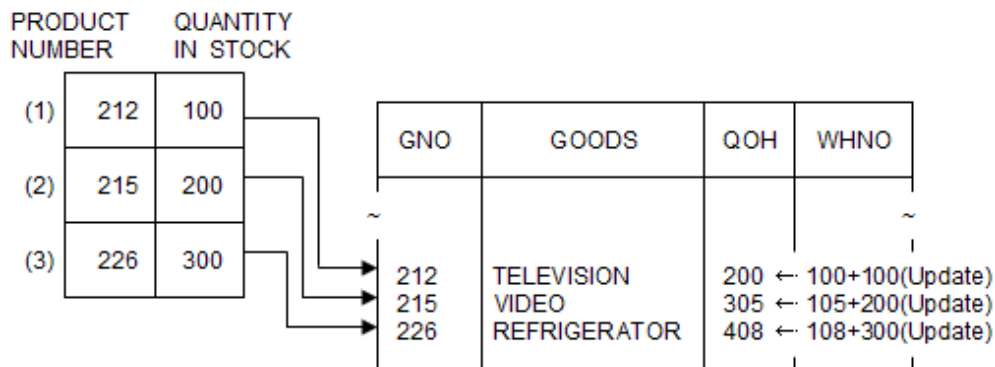 PRODUCT NUMBER
QUANTITY IN STOCK
(1) 212 100
(2) 215 200
(3) 226 300
GNO GOODS QOH WHNO
~ ~
212 TELEVISION 200 ← 100+100(Update)
215 VIDEO 305 ← 105+200(Update)
226 REFRIGERATOR 408 ← 108+300(Update)